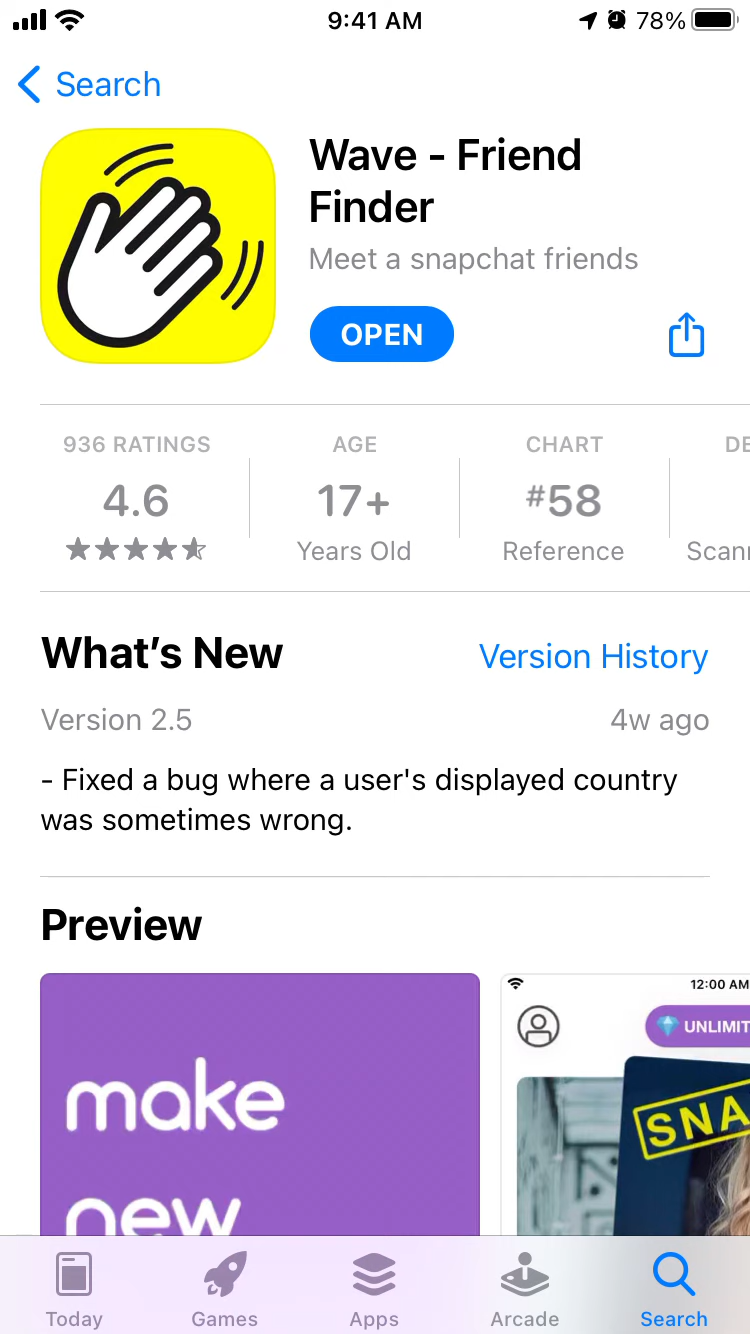 9:41 AM
78%
Search
Wave - Friend
Finder
Meet a snapchat friends
OPEN
936 RATINGS
AGE
CHART
4.6
17+
#58
Years Old
Reference
What's New
Version History
Version 2.5
4w ago
- Fixed a bug where a user's displayed country
was sometimes wrong.
Preview
12:00 AM
make
new
Today
Games
Apps
Arcade
Search